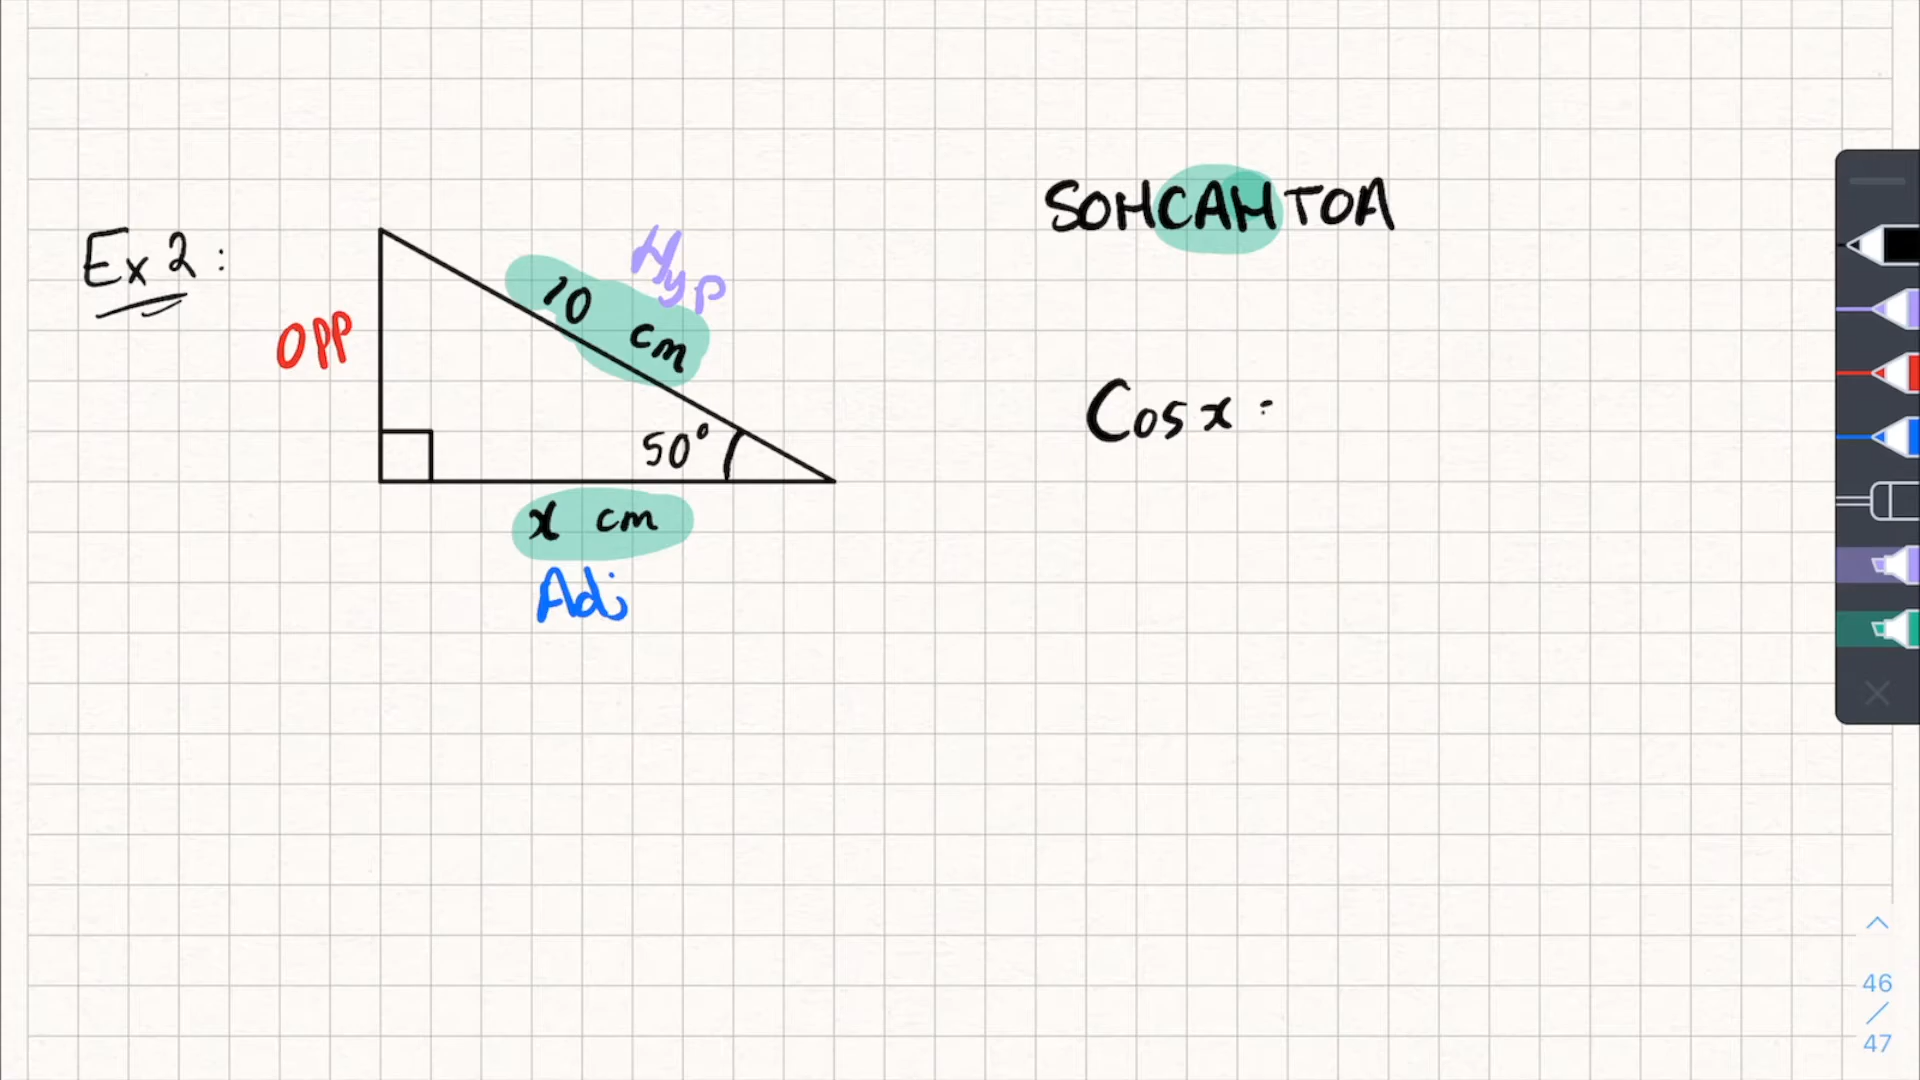 Ex 2 :
SOHCAHTOA
Hyp
10 cm
Opp
Cos x =
50°
x cm
Adj
46
/
47